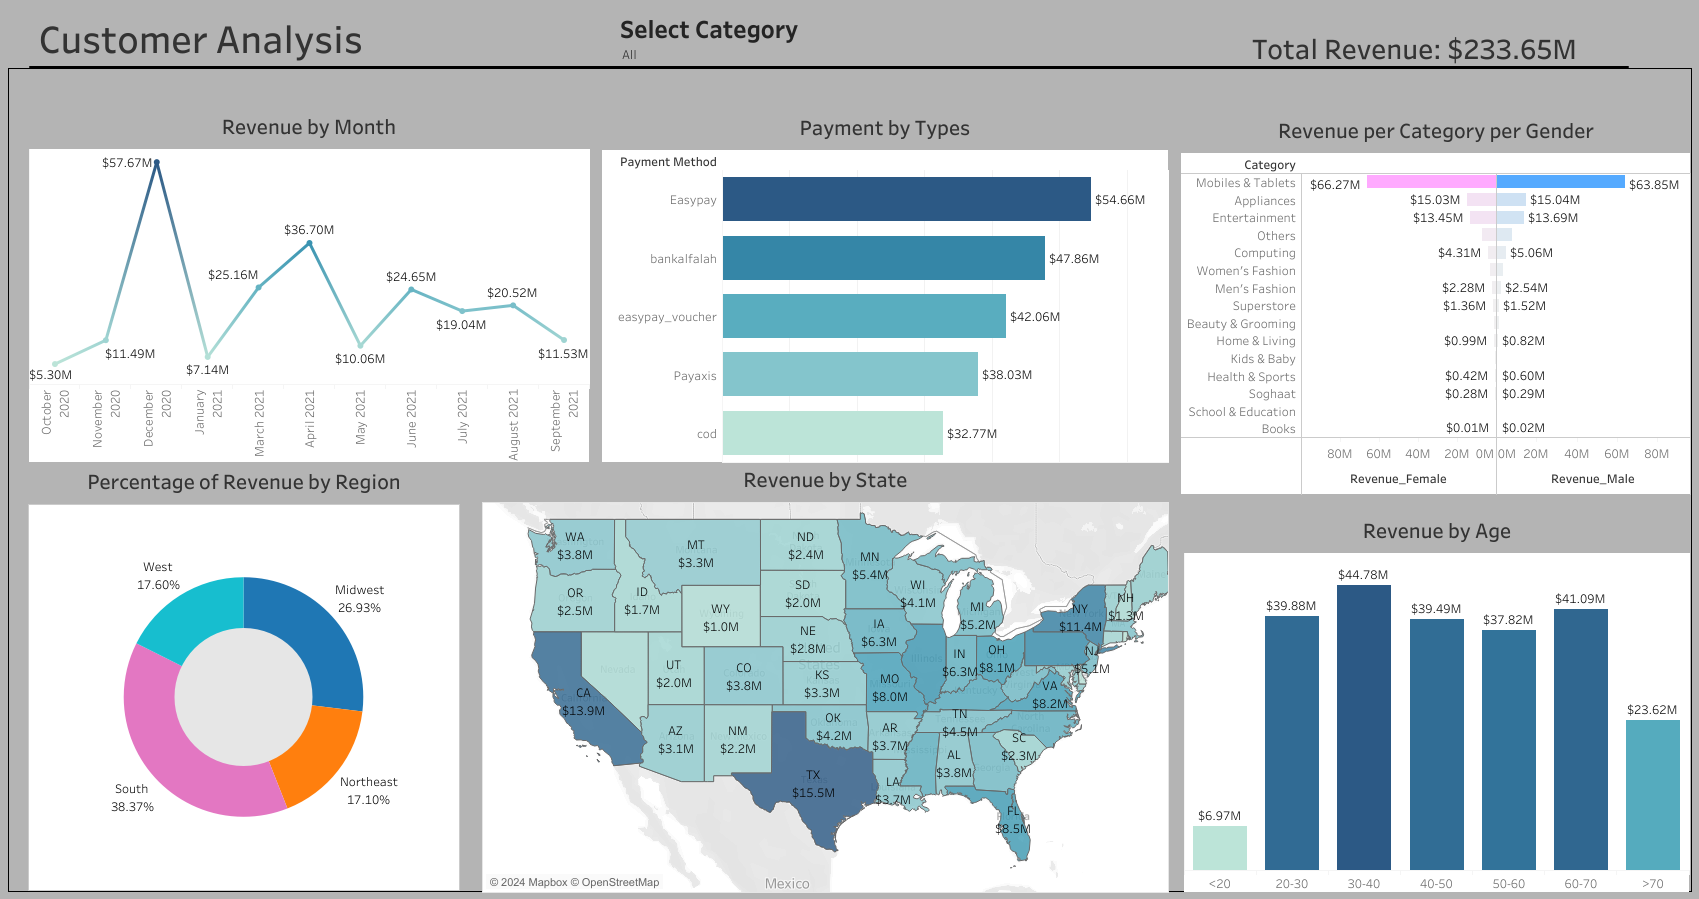 Customer Analysis
Select Category
All
Total Revenue: $233.65M
Revenue by Month
$57.67M
$36.70M
$25.16M
$24.65M
$20.52M
$19.04M
$11.49M
$10.06M
$11.53M
$7.14M
$5.30M
October 2020
November 2020
December 2020
January 2021
March 2021
April 2021
May 2021
June 2021
July 2021
August 2021
September 2021
Payment by Types
Payment Method
Easypay $54.66M
bankalfalah $47.86M
easypay_voucher $42.06M
Payaxis $38.03M
cod $32.77M
Revenue per Category per Gender
Category
Mobiles & Tablets $66.27M $63.85M
Appliances $15.03M $15.04M
Entertainment $13.45M $13.69M
Others
Computing $4.31M $5.06M
Women's Fashion
Men's Fashion $2.28M $2.54M
Superstore $1.36M $1.52M
Beauty & Grooming
Home & Living $0.99M $0.82M
Kids & Baby
Health & Sports $0.42M $0.60M
Soghaat $0.28M $0.29M
School & Education
Books $0.01M $0.02M
80M 60M 40M 20M 0M 0M 20M 40M 60M 80M
Revenue_Female Revenue_Male
Percentage of Revenue by Region
West
17.60%
Midwest
26.93%
South
38.37%
Northeast
17.10%
Revenue by State
WA
$3.8M
MT
$3.3M
ND
$2.4M
MN
$5.4M
OR
$2.5M
ID
$1.7M
WY
$1.0M
SD
$2.0M
WI
$4.1M
MI
$5.2M
NY
$11.4M
NH
$1.3M
NE
$2.8M
IA
$6.3M
Nevada
UT
$2.0M
CO
$3.8M
KS
$3.3M
MO
$8.0M
IN
$6.3M
OH
$8.1M
NJ
$5.1M
VA
$8.2M
CA
$13.9M
AZ
$3.1M
NM
$2.2M
OK
$4.2M
AR
$3.7M
TN
$4.5M
SC
$2.3M
AL
$3.8M
TX
$15.5M
LA
$3.7M
FL
$8.5M
Mexico
© 2024 Mapbox © OpenStreetMap
Revenue by Age
$6.97M
$39.88M
$44.78M
$39.49M
$37.82M
$41.09M
$23.62M
<20 20-30 30-40 40-50 50-60 60-70 >70